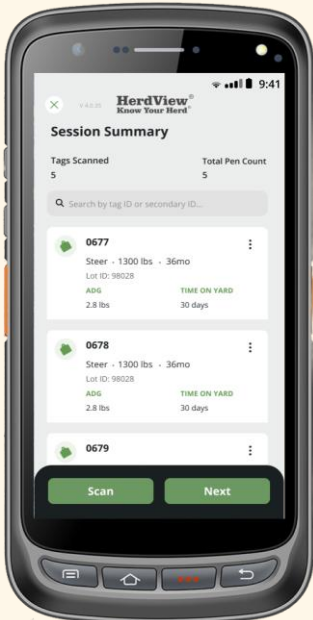 9:41
v 4.0.20
HerdView®
Know Your Herd®
Session Summary
Tags Scanned Total Pen Count
5 5
Search by tag ID or secondary ID...
0677
Steer - 1300 lbs - 36mo
Lot ID: 98028
ADG TIME ON YARD
2.8 lbs 30 days
0678
Steer - 1300 lbs - 36mo
Lot ID: 98028
ADG TIME ON YARD
2.8 lbs 30 days
0679
Scan Next